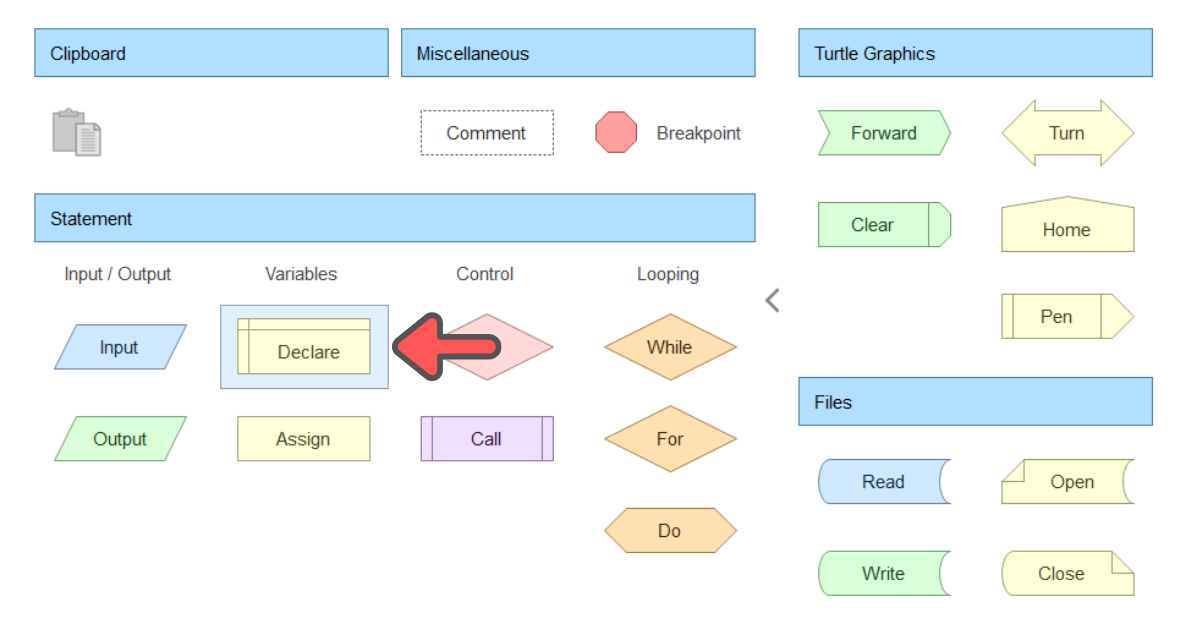 Clipboard
Miscellaneous
Comment
Breakpoint
Statement
Input / Output
Variables
Control
Looping
Input
Declare
While
Output
Assign
Call
For
Do
Turtle Graphics
Forward
Turn
Clear
Home
Pen
Files
Read
Open
Write
Close